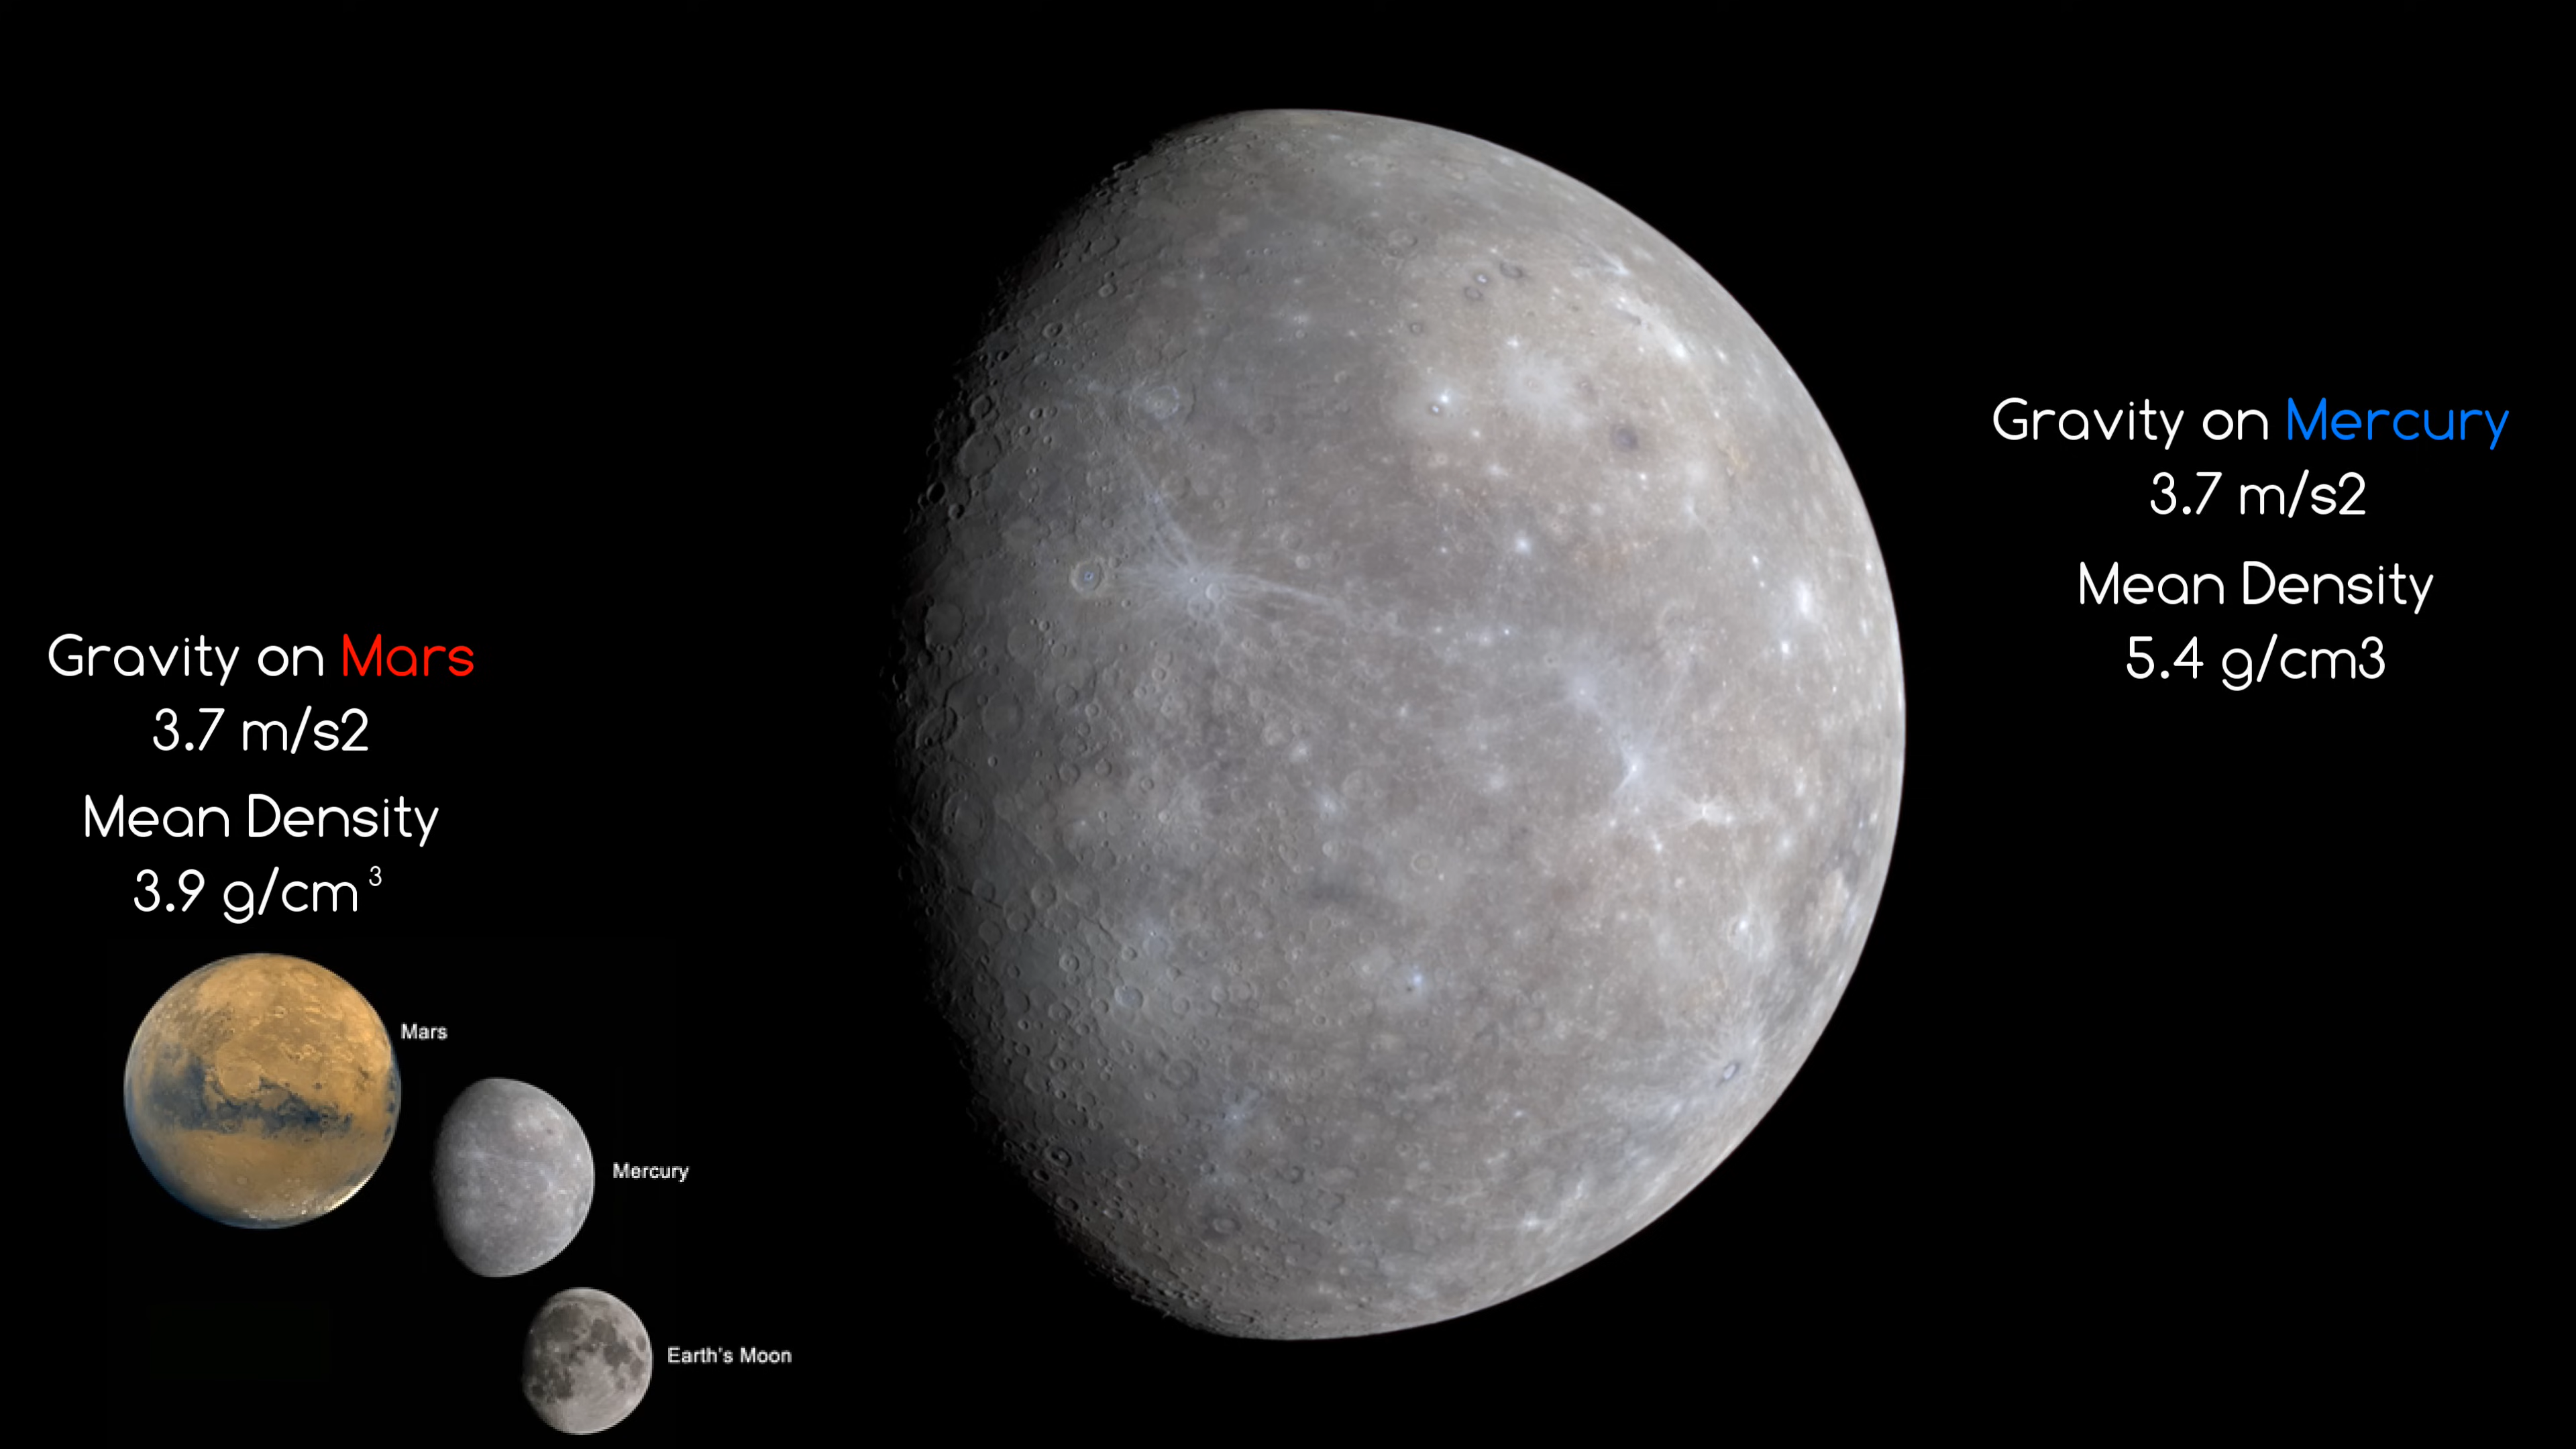 Gravity on Mercury
3.7 m/s2
Mean Density
5.4 g/cm3
Gravity on Mars
3.7 m/s2
Mean Density
3.9 g/cm³
Mars
Mercury
Earth's Moon